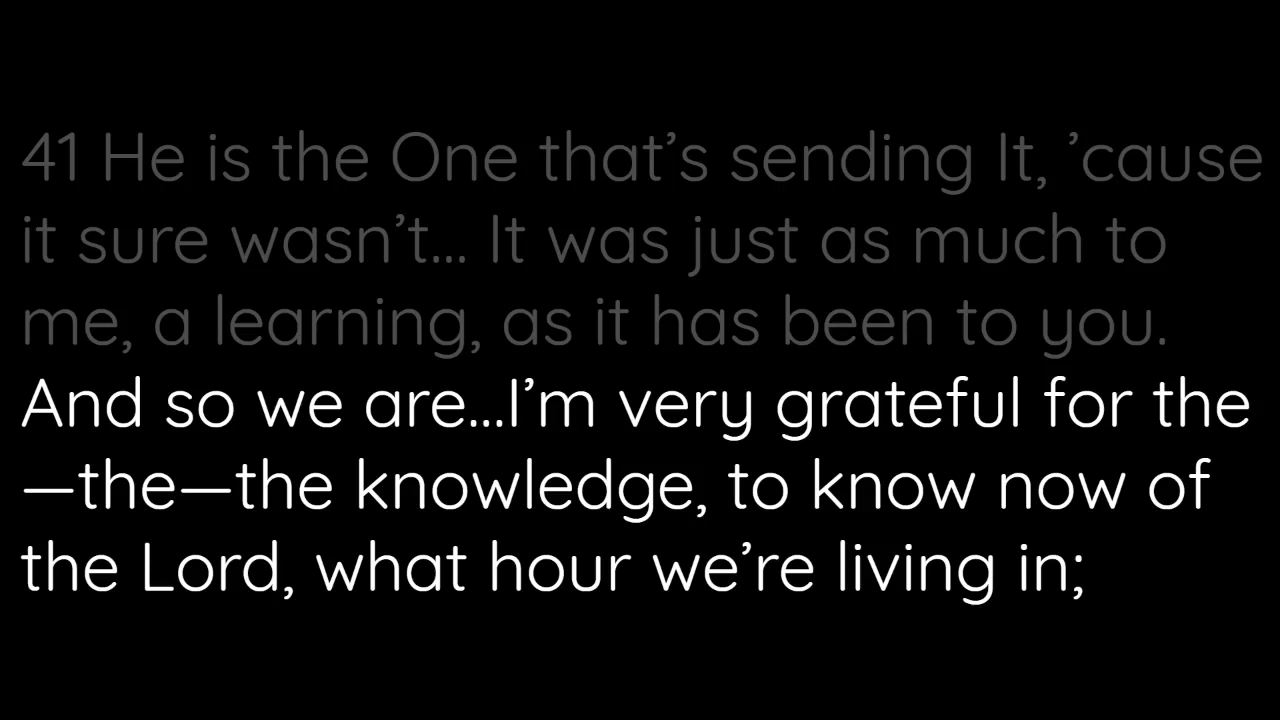 41 He is the One that’s sending It, ’cause
it sure wasn’t... It was just as much to
me, a learning, as it has been to you.
And so we are...I’m very grateful for the
—the—the knowledge, to know now of
the Lord, what hour we’re living in;